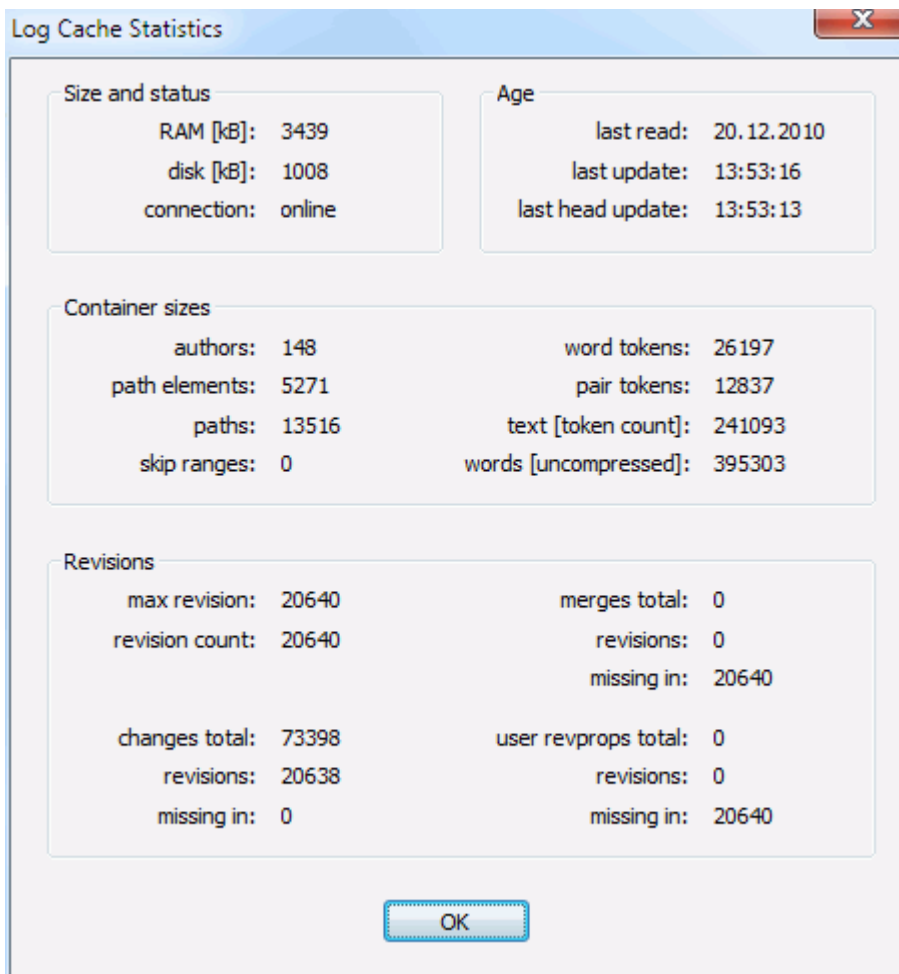 Log Cache Statistics
Size and status
RAM [kB]: 3439
disk [kB]: 1008
connection: online
Age
last read: 20.12.2010
last update: 13:53:16
last head update: 13:53:13
Container sizes
authors: 148
path elements: 5271
paths: 13516
skip ranges: 0
word tokens: 26197
pair tokens: 12837
text [token count]: 241093
words [uncompressed]: 395303
Revisions
max revision: 20640
revision count: 20640
changes total: 73398
revisions: 20638
missing in: 0
merges total: 0
revisions: 0
missing in: 20640
user revprops total: 0
revisions: 0
missing in: 20640
OK